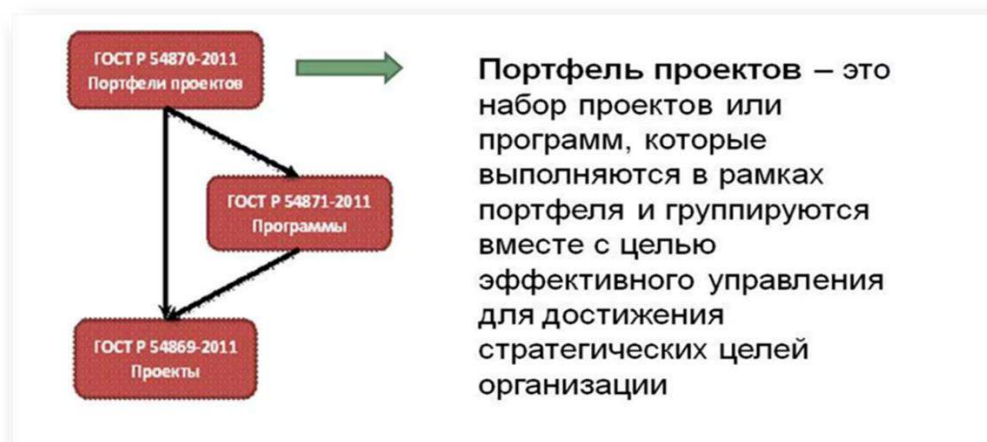 ГОСТ Р 54870-2011
Портфели проектов
ГОСТ Р 54871-2011
Программы
ГОСТ Р 54869-2011
Проекты
Портфель проектов – это
набор проектов или
программ, которые
выполняются в рамках
портфеля и группируются
вместе с целью
эффективного управления
для достижения
стратегических целей
организации